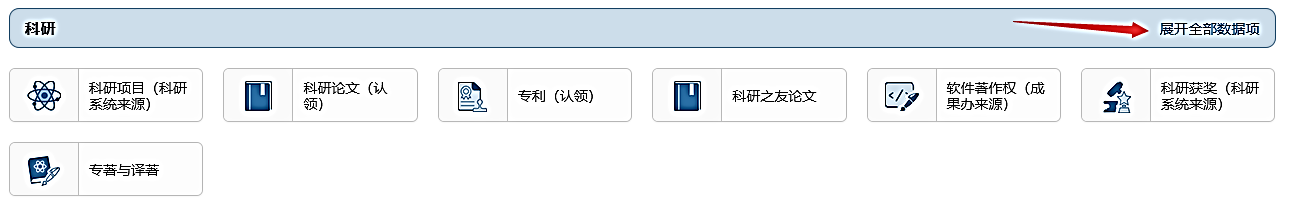 科研
展开全部数据项
科研项目（科研
系统来源）
科研论文（认
领）
专利（认领）
科研之友论文
软件著作权（成
果办来源）
科研获奖（科研
系统来源）
专著与译著